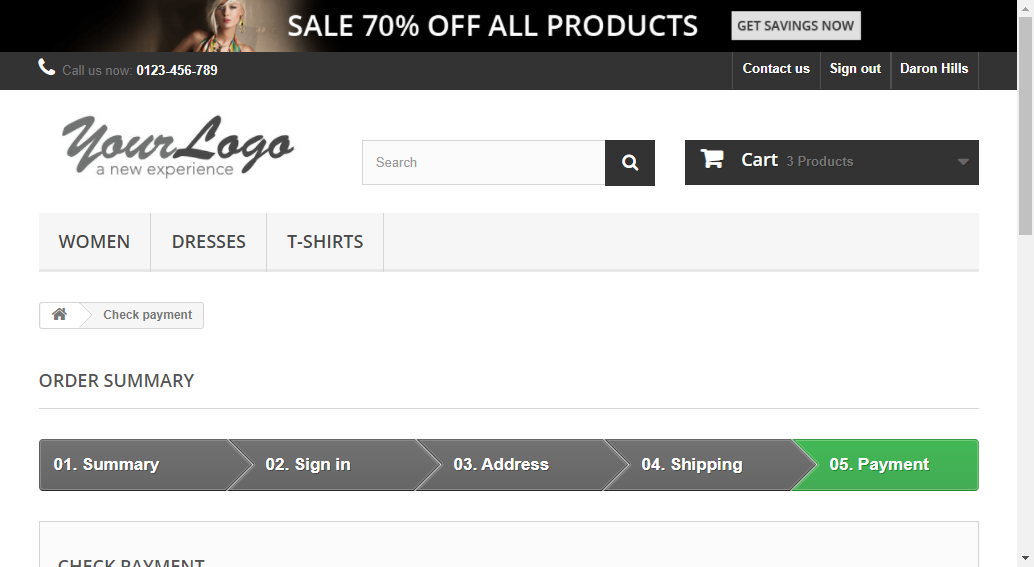 SALE 70% OFF ALL PRODUCTS GET SAVINGS NOW
Call us now: 0123-456-789 Contact us Sign out Daron Hills
YourLogo
a new experience
Search Cart 3 Products
WOMEN DRESSES T-SHIRTS
Check payment
ORDER SUMMARY
01. Summary 02. Sign in 03. Address 04. Shipping 05. Payment
CHECK PAYMENT